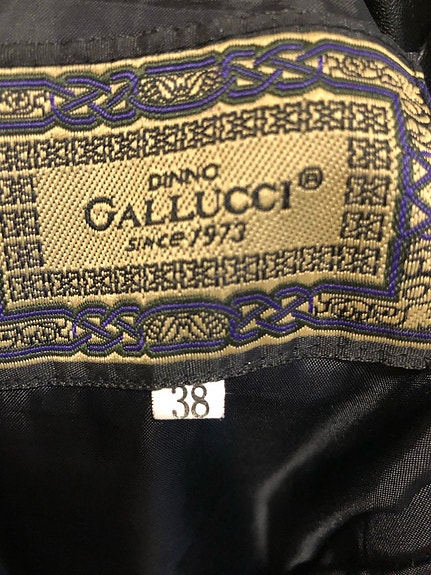 DINNO
GALLUCCI®
SINCE 1973
38